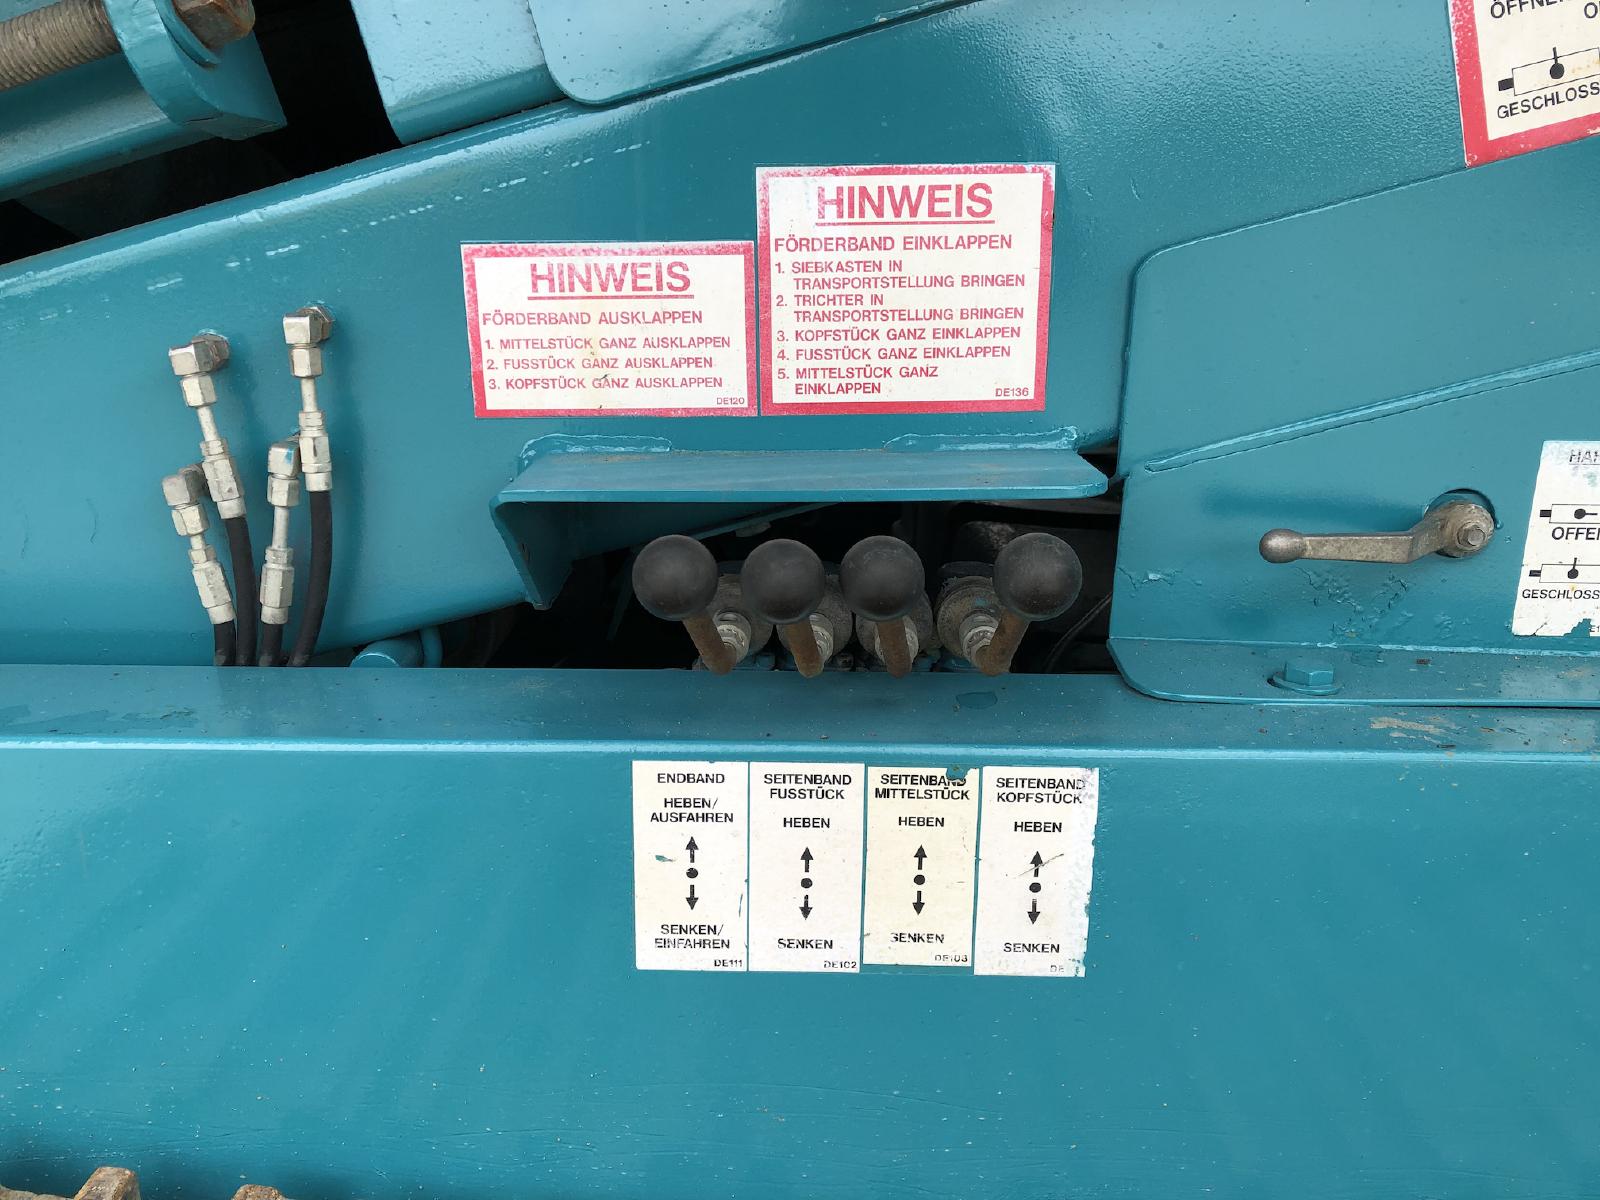 GESCHLOSS
HINWEIS
FÖRDERBAND AUSKLAPPEN
1. MITTELSTÜCK GANZ AUSKLAPPEN
2. FUSSTÜCK GANZ AUSKLAPPEN
3. KOPFSTÜCK GANZ AUSKLAPPEN
DE120
HINWEIS
FÖRDERBAND EINKLAPPEN
1. SIEBKASTEN IN
TRANSPORTSTELLUNG BRINGEN
2. TRICHTER IN
TRANSPORTSTELLUNG BRINGEN
3. KOPFSTÜCK GANZ EINKLAPPEN
4. FUSSTÜCK GANZ EINKLAPPEN
5. MITTELSTÜCK GANZ
EINKLAPPEN
DE136
GESCHLOSS
ENDBAND
HEBEN/
AUSFAHREN
SENKEN/
EINFAHREN
DE111
SEITENBAND
FUSSTÜCK
HEBEN
SENKEN
DE102
SEITENBAND
MITTELSTÜCK
HEBEN
SENKEN
DE103
SEITENBAND
KOPFSTÜCK
HEBEN
SENKEN
DE